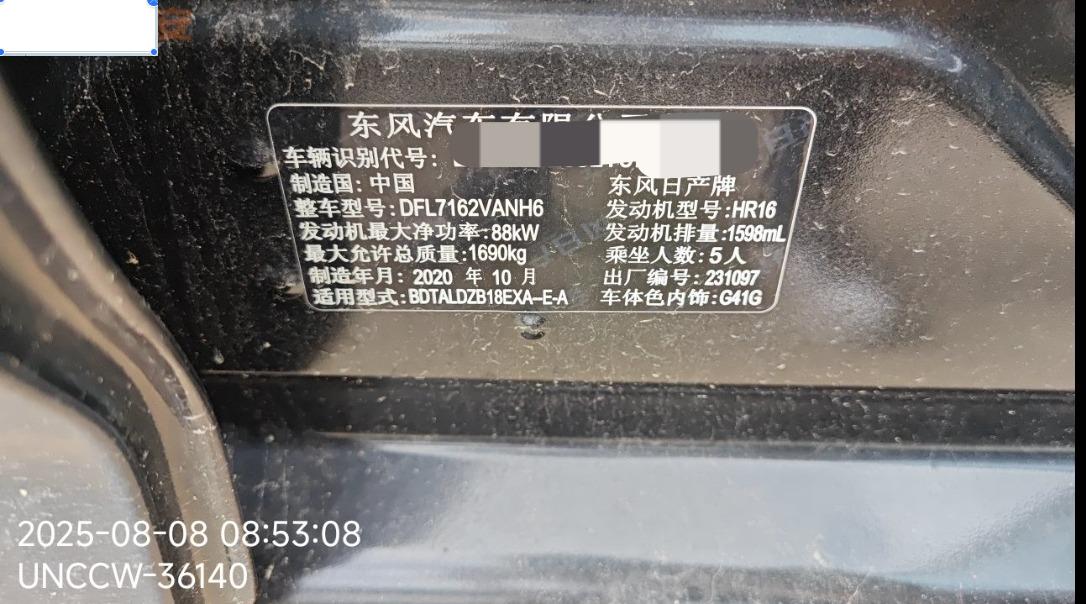 东风汽车有限公司
车辆识别代号:
制造国: 中国 东风日产牌
整车型号:DFL7162VANH6 发动机型号:HR16
发动机最大净功率:88kW 发动机排量:1598mL
最大允许总质量:1690kg 乘坐人数:5人
制造年月: 2020 年 10 月 出厂编号:231097
适用型式:BDTALDZB18EXA-E-A 车体色内饰:G41G
2025-08-08 08:53:08
UNCCW-36140